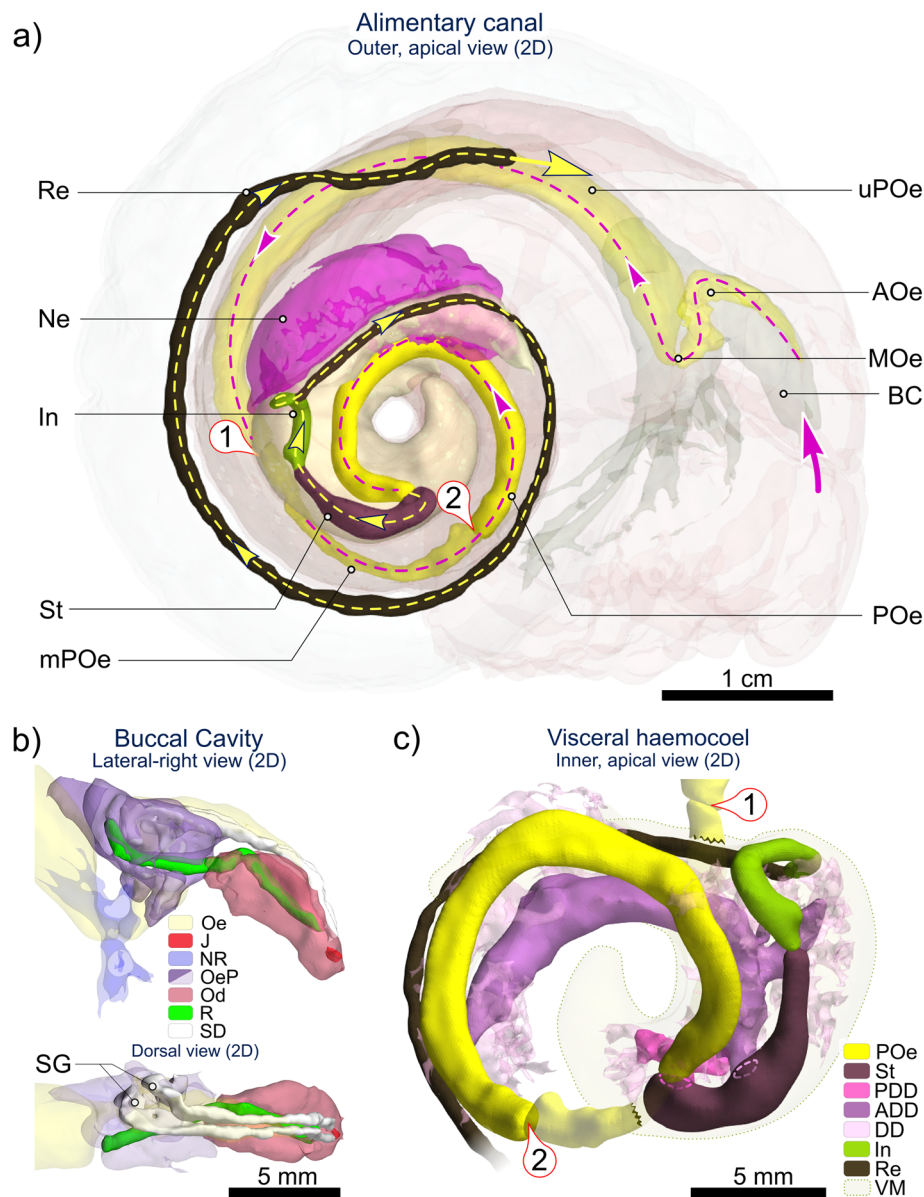 a)
Alimentary canal
Outer, apical view (2D)
Re
uPOe
AOe
Ne
MOe
BC
In
1
2
St
POe
mPOe
1 cm
b)
Buccal Cavity
Lateral-right view (2D)
Oe
J
NR
OeP
Od
R
SD
Dorsal view (2D)
SG
5 mm
c)
Visceral haemocoel
Inner, apical view (2D)
1
2
POe
St
PDD
ADD
DD
In
Re
VM
5 mm